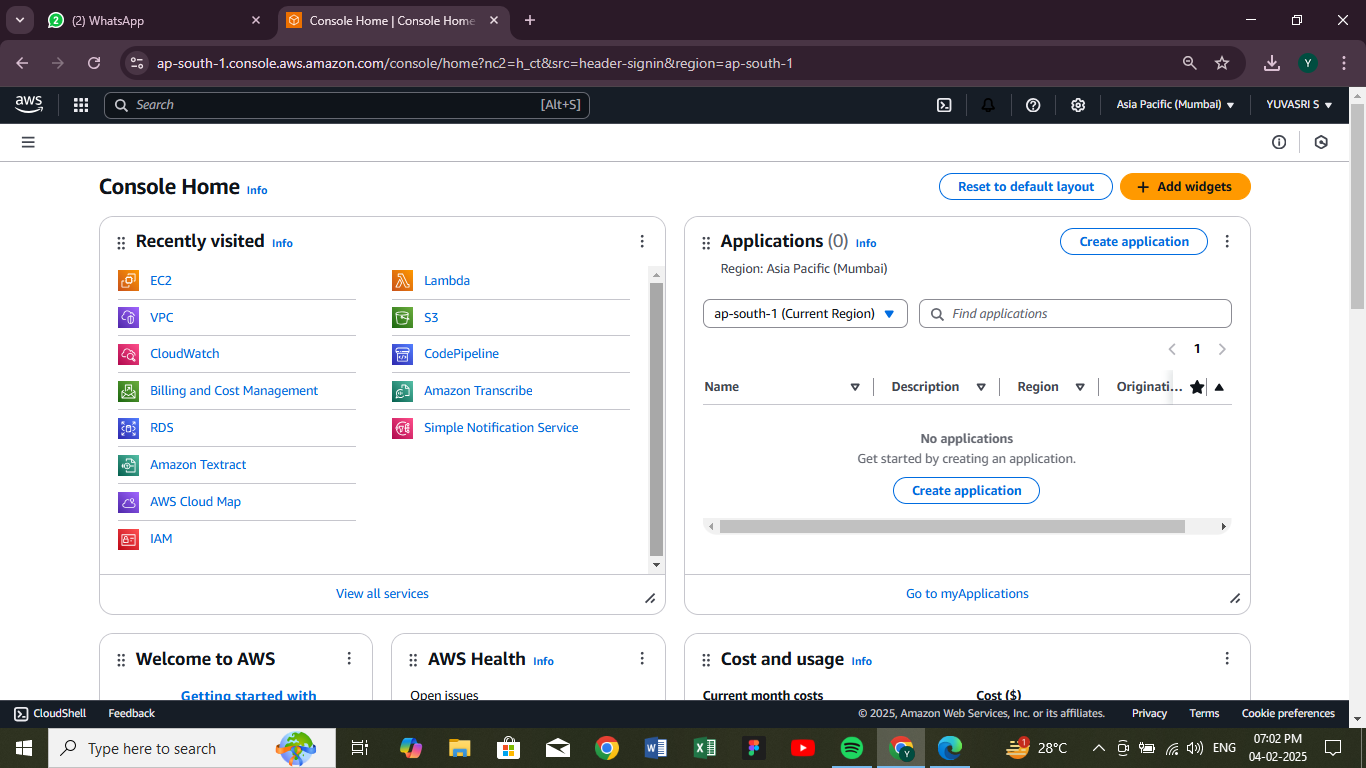 (2) WhatsApp
Console Home | Console Home
ap-south-1.console.aws.amazon.com/console/home?nc2=h_ct&src=header-signin&region=ap-south-1
Y
aws
Search
[Alt+S]
Asia Pacific (Mumbai)
YUVASRI S
Console Home Info
Reset to default layout
Add widgets
Recently visited Info
EC2
VPC
CloudWatch
Billing and Cost Management
RDS
Amazon Textract
AWS Cloud Map
IAM
Lambda
S3
CodePipeline
Amazon Transcribe
Simple Notification Service
View all services
Applications (0) Info
Create application
Region: Asia Pacific (Mumbai)
ap-south-1 (Current Region)
Find applications
1
Name
Description
Region
Originati...
No applications
Get started by creating an application.
Create application
Go to myApplications
Welcome to AWS
Getting started with
AWS Health Info
Open issues
Cost and usage Info
Current month costs
Cost ($)
CloudShell
Feedback
© 2025, Amazon Web Services, Inc. or its affiliates.
Privacy
Terms
Cookie preferences
Type here to search
28°C
ENG
07:02 PM
04-02-2025